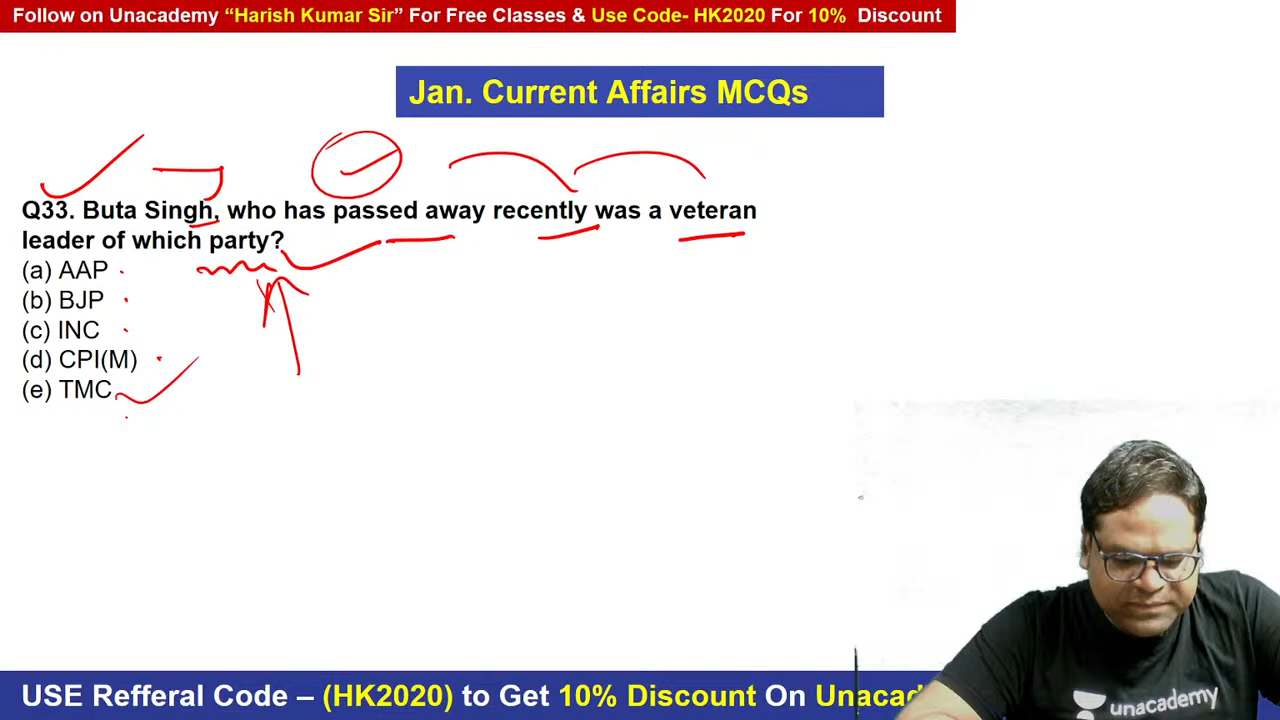 Follow on Unacademy “Harish Kumar Sir” For Free Classes & Use Code- HK2020 For 10% Discount
Jan. Current Affairs MCQs
Q33. Buta Singh, who has passed away recently was a veteran
leader of which party?
(a) AAP
(b) BJP
(c) INC
(d) CPI(M)
(e) TMC
USE Refferal Code – (HK2020) to Get 10% Discount On Unacad
unacademy